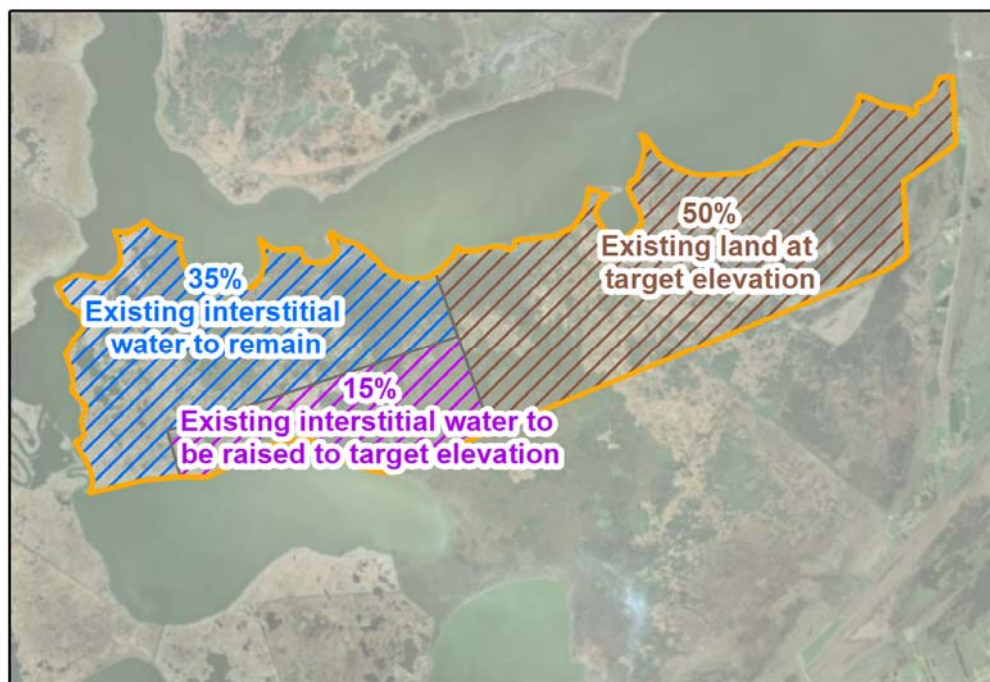 50%
Existing land at
target elevation
35%
Existing interstitial
water to remain
15%
Existing interstitial water to
be raised to target elevation